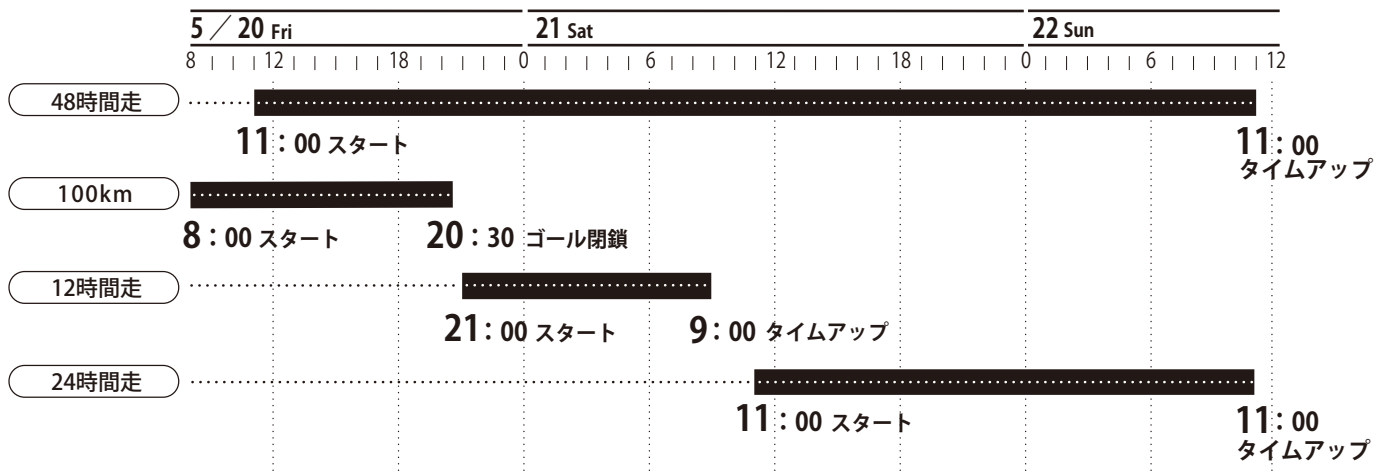 5／20 Fri 21 Sat 22 Sun
8 12 18 0 6 12 18 0 6 12
48時間走
11：00 スタート 11：00
タイムアップ
100km
8：00 スタート 20：30 ゴール閉鎖
12時間走
21：00 スタート 9：00 タイムアップ
24時間走
11：00 スタート 11：00
タイムアップ